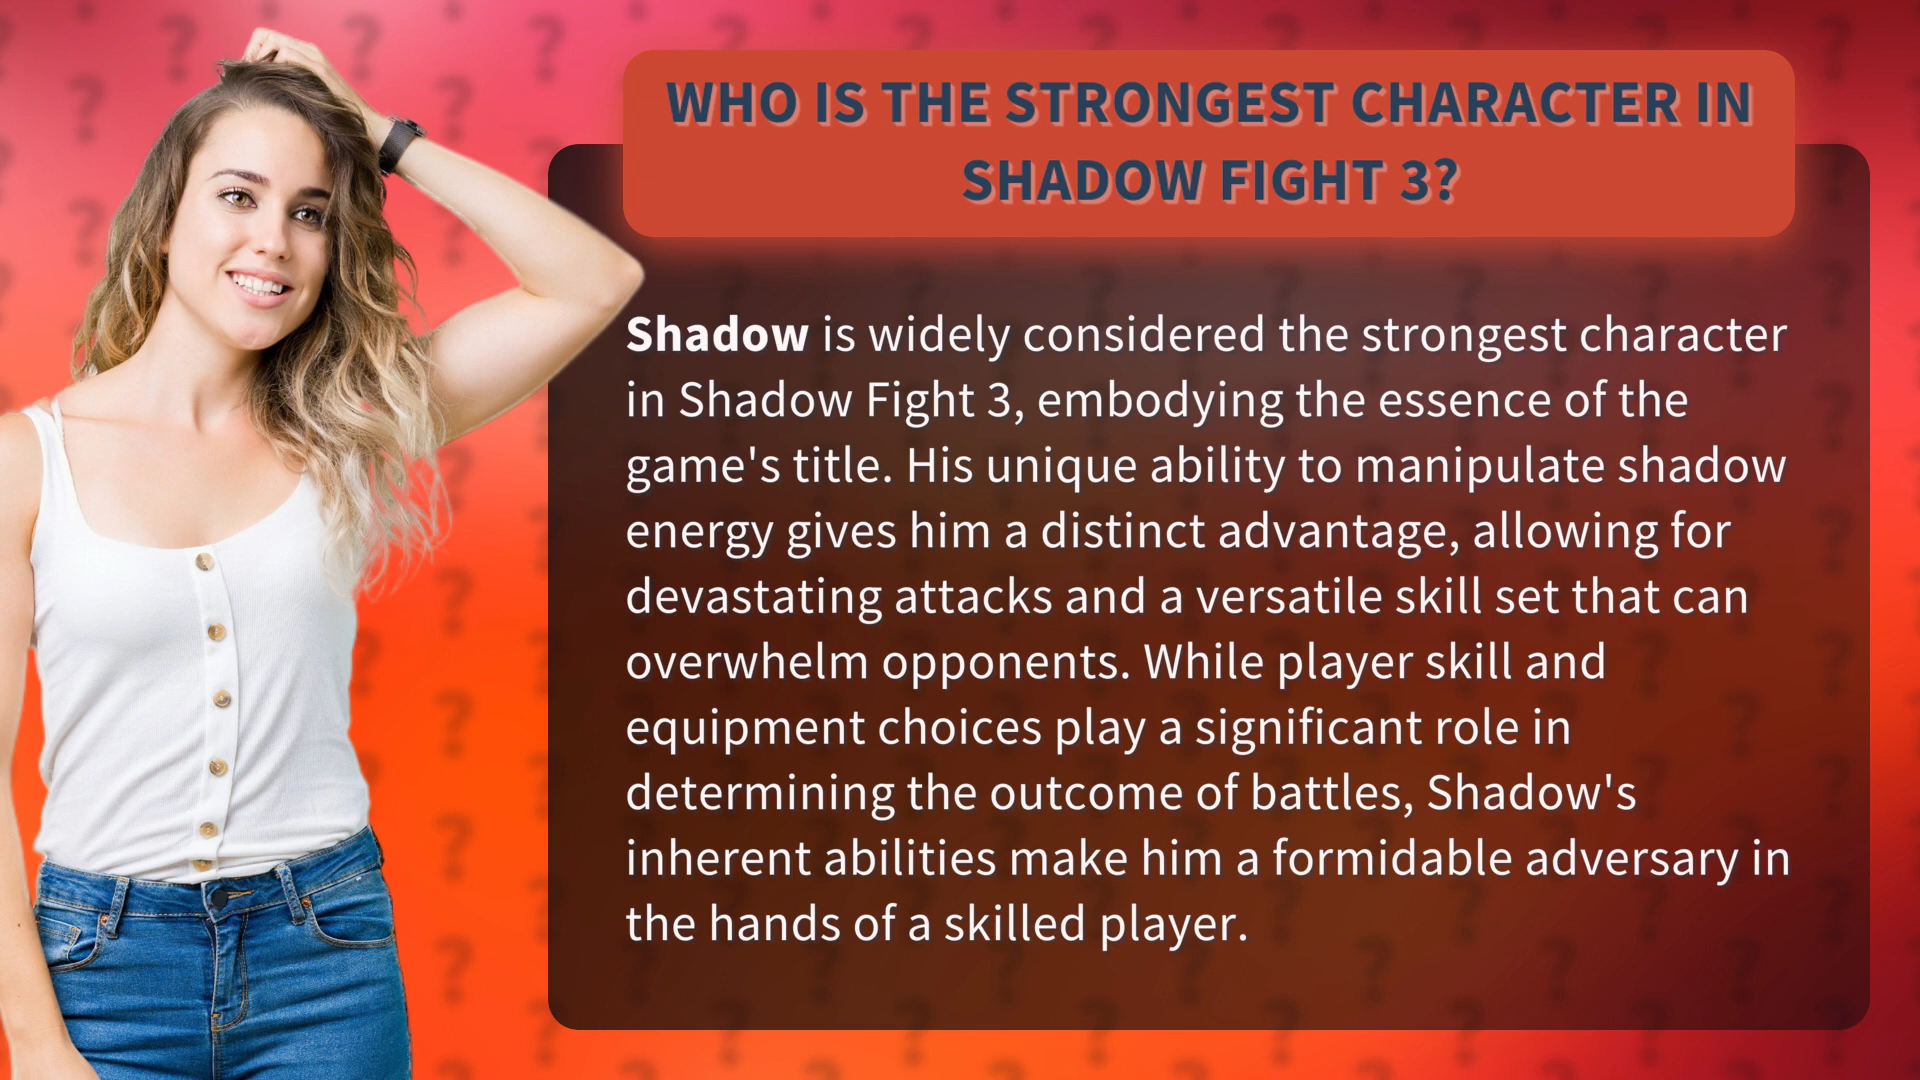 WHO IS THE STRONGEST CHARACTER IN
SHADOW FIGHT 3?
Shadow is widely considered the strongest character
in Shadow Fight 3, embodying the essence of the
game's title. His unique ability to manipulate shadow
energy gives him a distinct advantage, allowing for
devastating attacks and a versatile skill set that can
overwhelm opponents. While player skill and
equipment choices play a significant role in
determining the outcome of battles, Shadow's
inherent abilities make him a formidable adversary in
the hands of a skilled player.